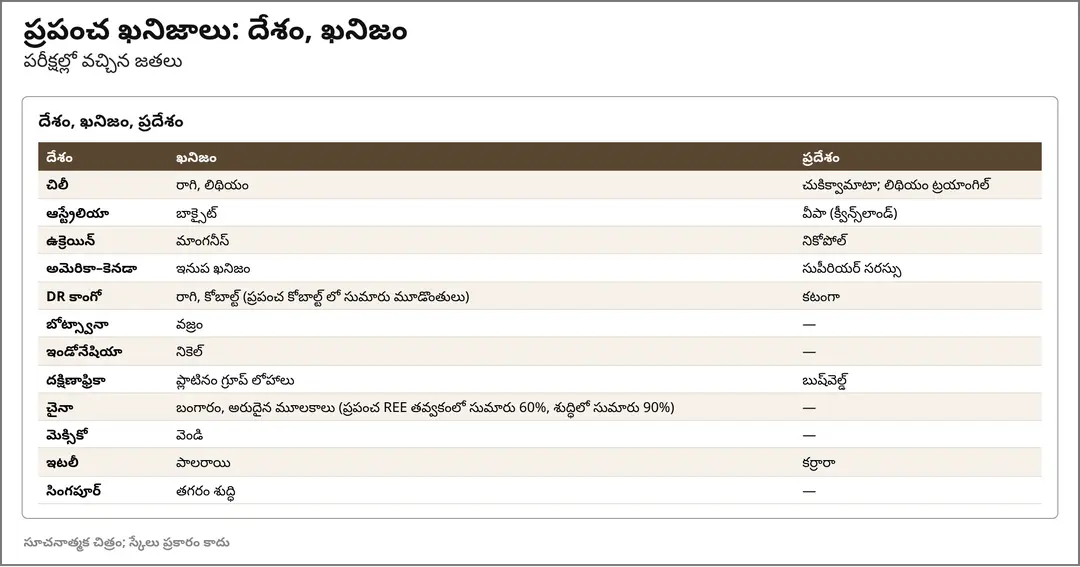 ప్రపంచ ఖనిజాలు: దేశం, ఖనిజం
పరీక్షల్లో వచ్చిన జతలు
దేశం, ఖనిజం, ప్రదేశం
దేశం ఖనిజం ప్రదేశం
చిలీ రాగి, లిథియం చుకిక్వామాటా; లిథియం ట్రయాంగిల్
ఆస్ట్రేలియా బాక్సైట్ వీపా (క్వీన్స్‌లాండ్)
ఉక్రెయిన్ మాంగనీస్ నికోపోల్
అమెరికా–కెనడా ఇనుప ఖనిజం సుపీరియర్ సరస్సు
DR కాంగో రాగి, కోబాల్ట్ (ప్రపంచ కోబాల్ట్ లో సుమారు మూడొంతులు) కటంగా
బోట్స్వానా వజ్రం —
ఇండోనేషియా నికెల్ —
దక్షిణాఫ్రికా ప్లాటినం గ్రూప్ లోహాలు బుష్‌వెల్డ్
చైనా బంగారం, అరుదైన మూలకాలు (ప్రపంచ REE తవ్వకంలో సుమారు 60%, శుద్ధిలో సుమారు 90%) —
మెక్సికో వెండి —
ఇటలీ పాలరాయి కర్రారా
సింగపూర్ తగరం శుద్ధి —
సూచనాత్మక చిత్రం; స్కేలు ప్రకారం కాదు